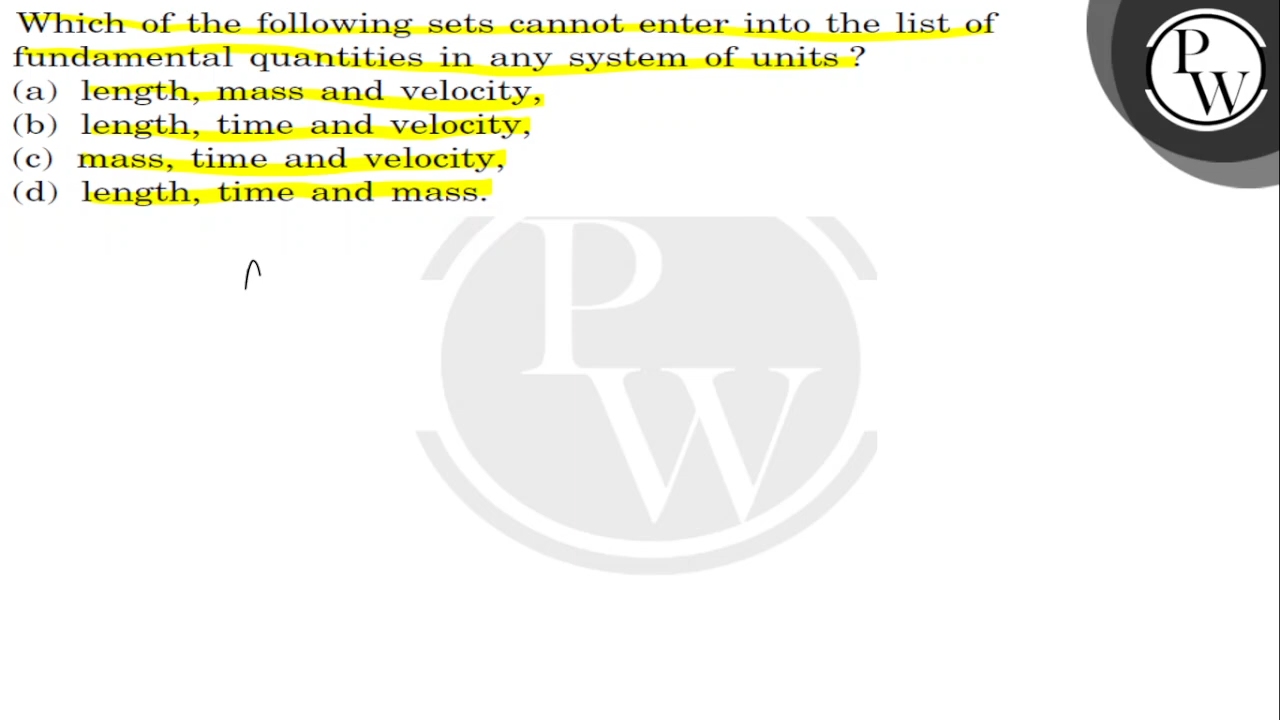 Which of the following sets cannot enter into the list of
fundamental quantities in any system of units ?
(a) length, mass and velocity,
(b) length, time and velocity,
(c) mass, time and velocity,
(d) length, time and mass.
P
W
P
W